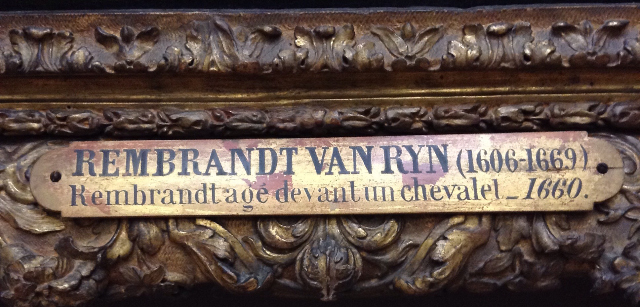 REMBRANDT VAN RYN (1606-1669)
Rembrandt agé devant un chevalet _ 1660.